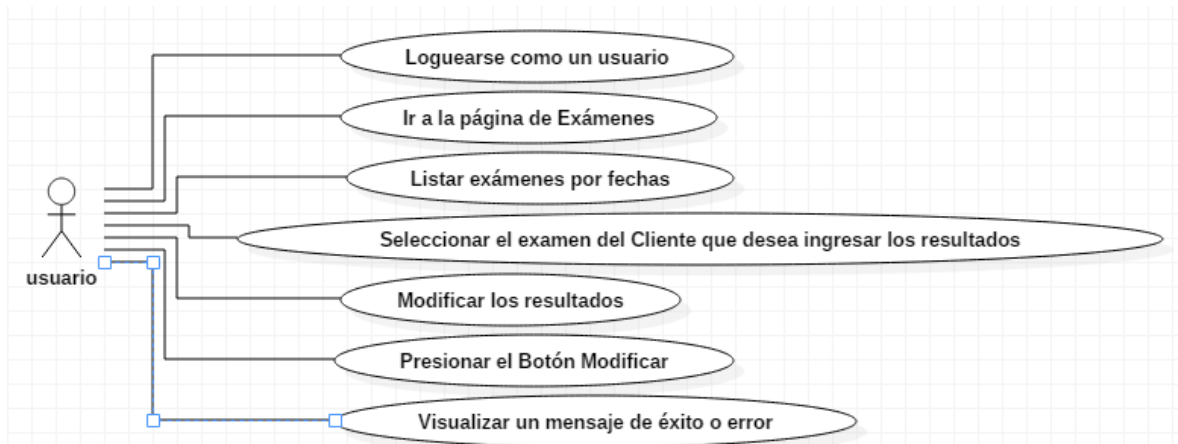 Loguearse como un usuario
Ir a la página de Exámenes
Listar exámenes por fechas
Seleccionar el examen del Cliente que desea ingresar los resultados
usuario
Modificar los resultados
Presionar el Botón Modificar
Visualizar un mensaje de éxito o error